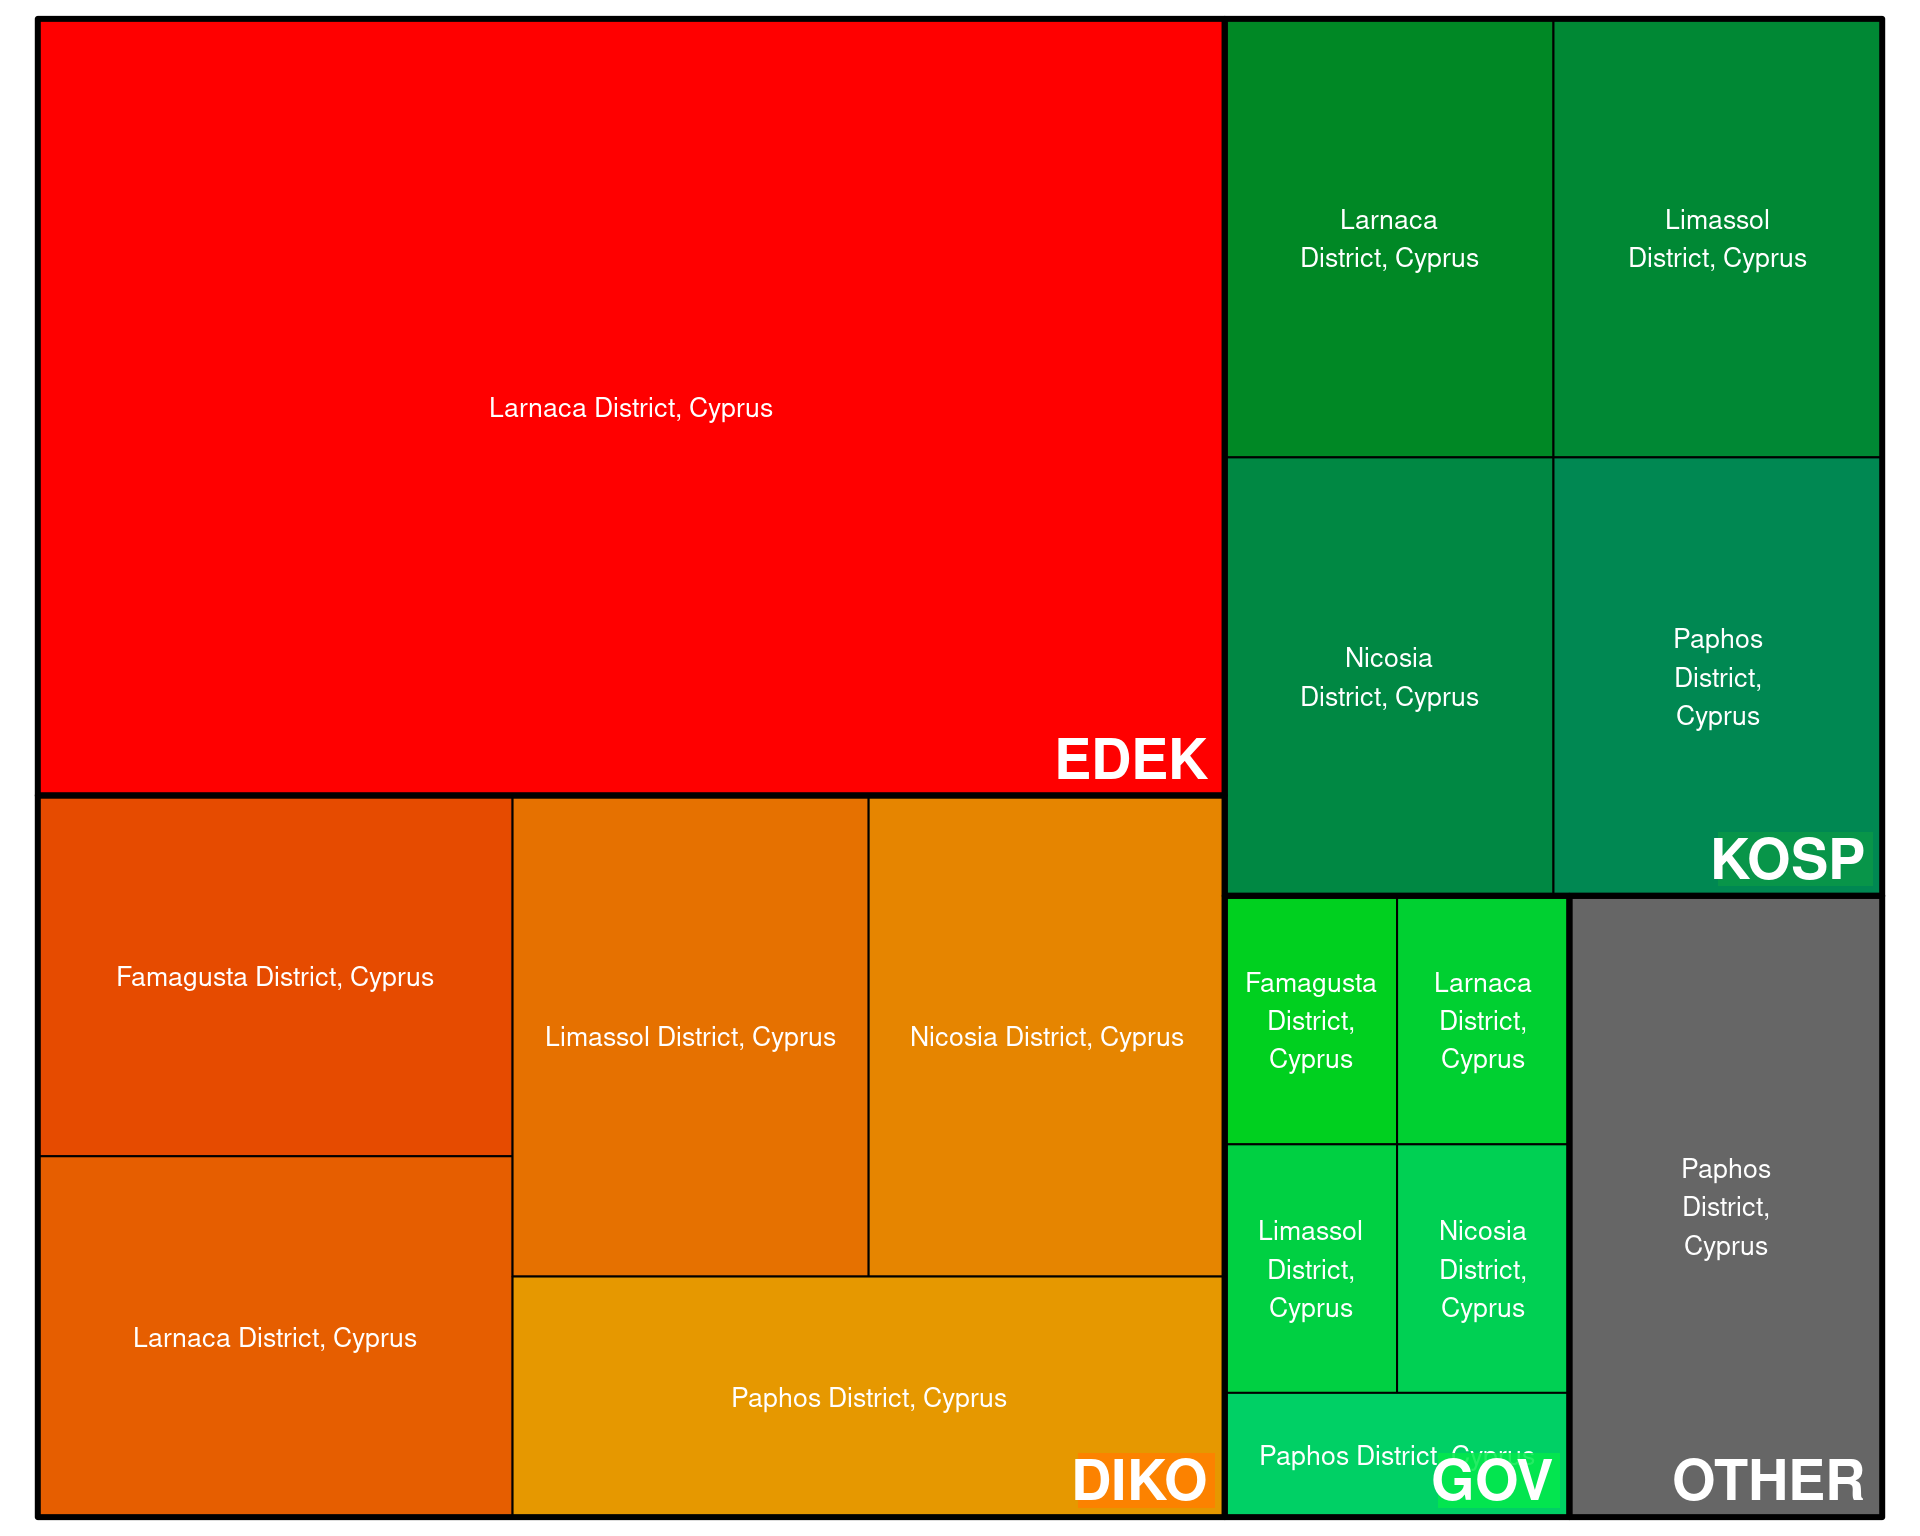 Larnaca District, Cyprus
EDEK
Famagusta District, Cyprus
Larnaca District, Cyprus
Limassol District, Cyprus
Nicosia District, Cyprus
Paphos District, Cyprus
DIKO
Larnaca
District, Cyprus
Limassol
District, Cyprus
Nicosia
District, Cyprus
Paphos
District,
Cyprus
KOSP
Famagusta
District,
Cyprus
Larnaca
District,
Cyprus
Limassol
District,
Cyprus
Nicosia
District,
Cyprus
Paphos District, Cyprus
GOV
Paphos
District,
Cyprus
OTHER